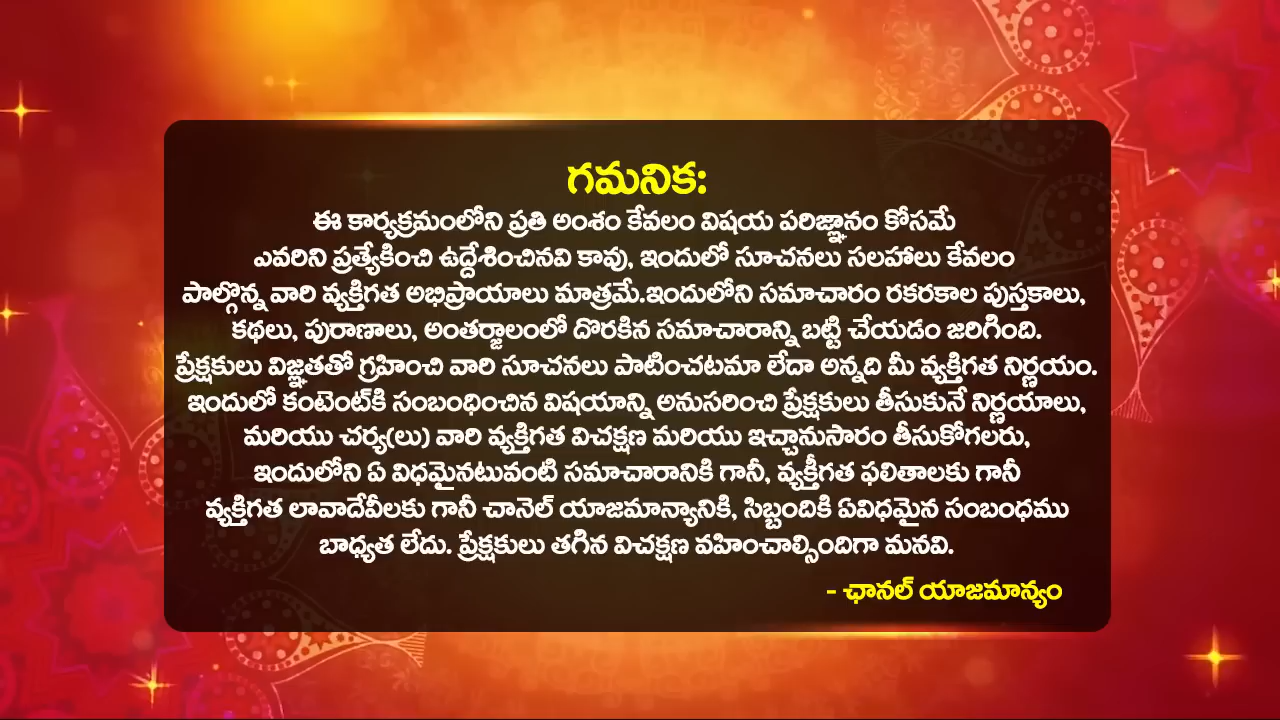 గమనిక:
ఈ కార్యక్రమంలోని ప్రతి అంశం కేవలం విషయ పరిజ్ఞానం కోసమే
ఎవరిని ప్రత్యేకించి ఉద్దేశించినవి కావు, ఇందులో సూచనలు సలహాలు కేవలం
పాల్గొన్న వారి వ్యక్తిగత అభిప్రాయాలు మాత్రమే.ఇందులోని సమాచారం రకరకాల పుస్తకాలు,
కథలు, పురాణాలు, అంతర్జాలంలో దొరకిన సమాచారాన్ని బట్టి చేయడం జరిగింది.
ప్రేక్షకులు విజ్ఞతతో గ్రహించి వారి సూచనలు పాటించటమా లేదా అన్నది మీ వ్యక్తిగత నిర్ణయం.
ఇందులో కంటెంట్‌కి సంబంధించిన విషయాన్ని అనుసరించి ప్రేక్షకులు తీసుకునే నిర్ణయాలు,
మరియు చర్య(లు) వారి వ్యక్తిగత విచక్షణ మరియు ఇచ్చానుసారం తీసుకోగలరు,
ఇందులోని ఏ విధమైనటువంటి సమాచారానికి గానీ, వ్యక్తీగత ఫలితాలకు గానీ
వ్యక్తిగత లావాదేవీలకు గానీ చానెల్ యాజమాన్యానికి, సిబ్బందికి ఏవిధమైన సంబంధము
బాధ్యత లేదు. ప్రేక్షకులు తగిన విచక్షణ వహించాల్సిందిగా మనవి.
- ఛానల్ యాజమాన్యం